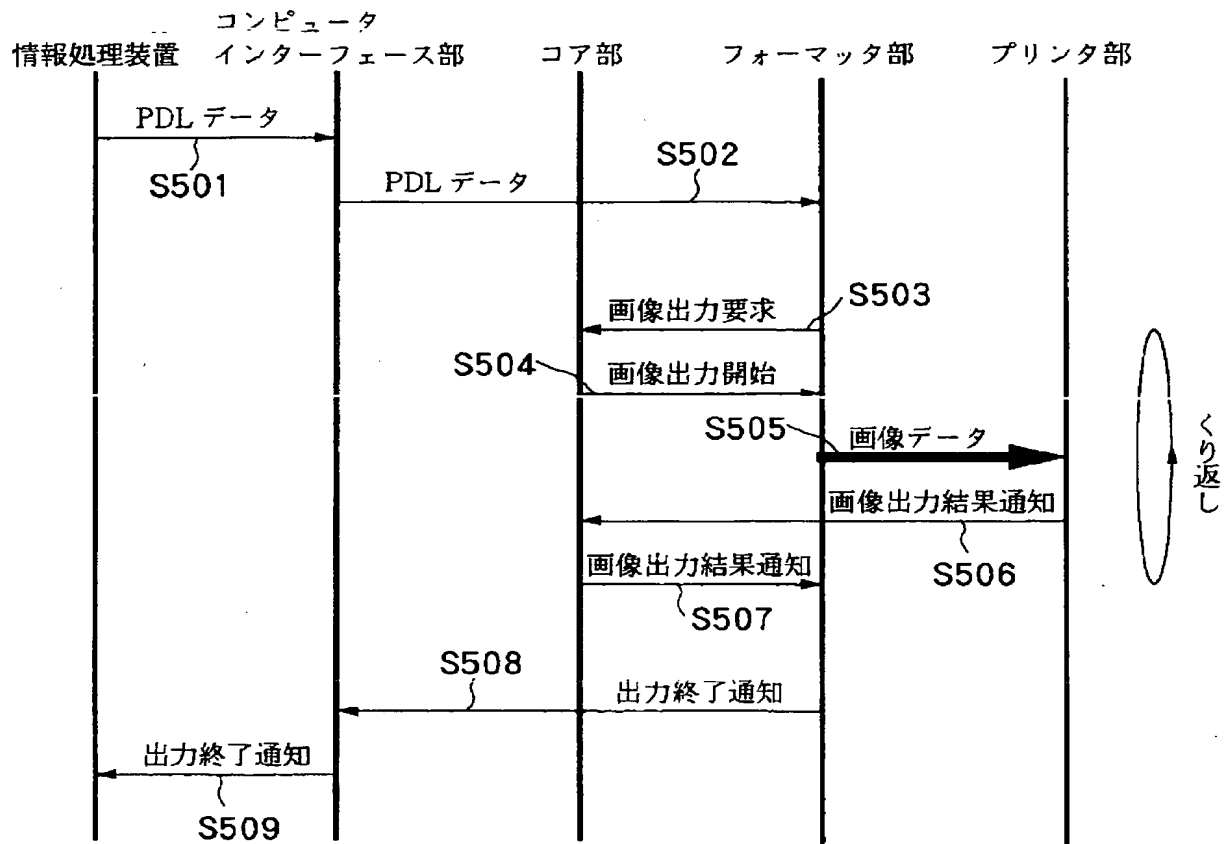 コンピュータ
情報処理装置 インターフェース部 コア部 フォーマッタ部 プリンタ部
PDL データ
S501
S502
PDL データ
S503
画像出力要求
S504
画像出力開始
S505
画像データ
くり返し
画像出力結果通知
S506
画像出力結果通知
S507
S508
出力終了通知
出力終了通知
S509